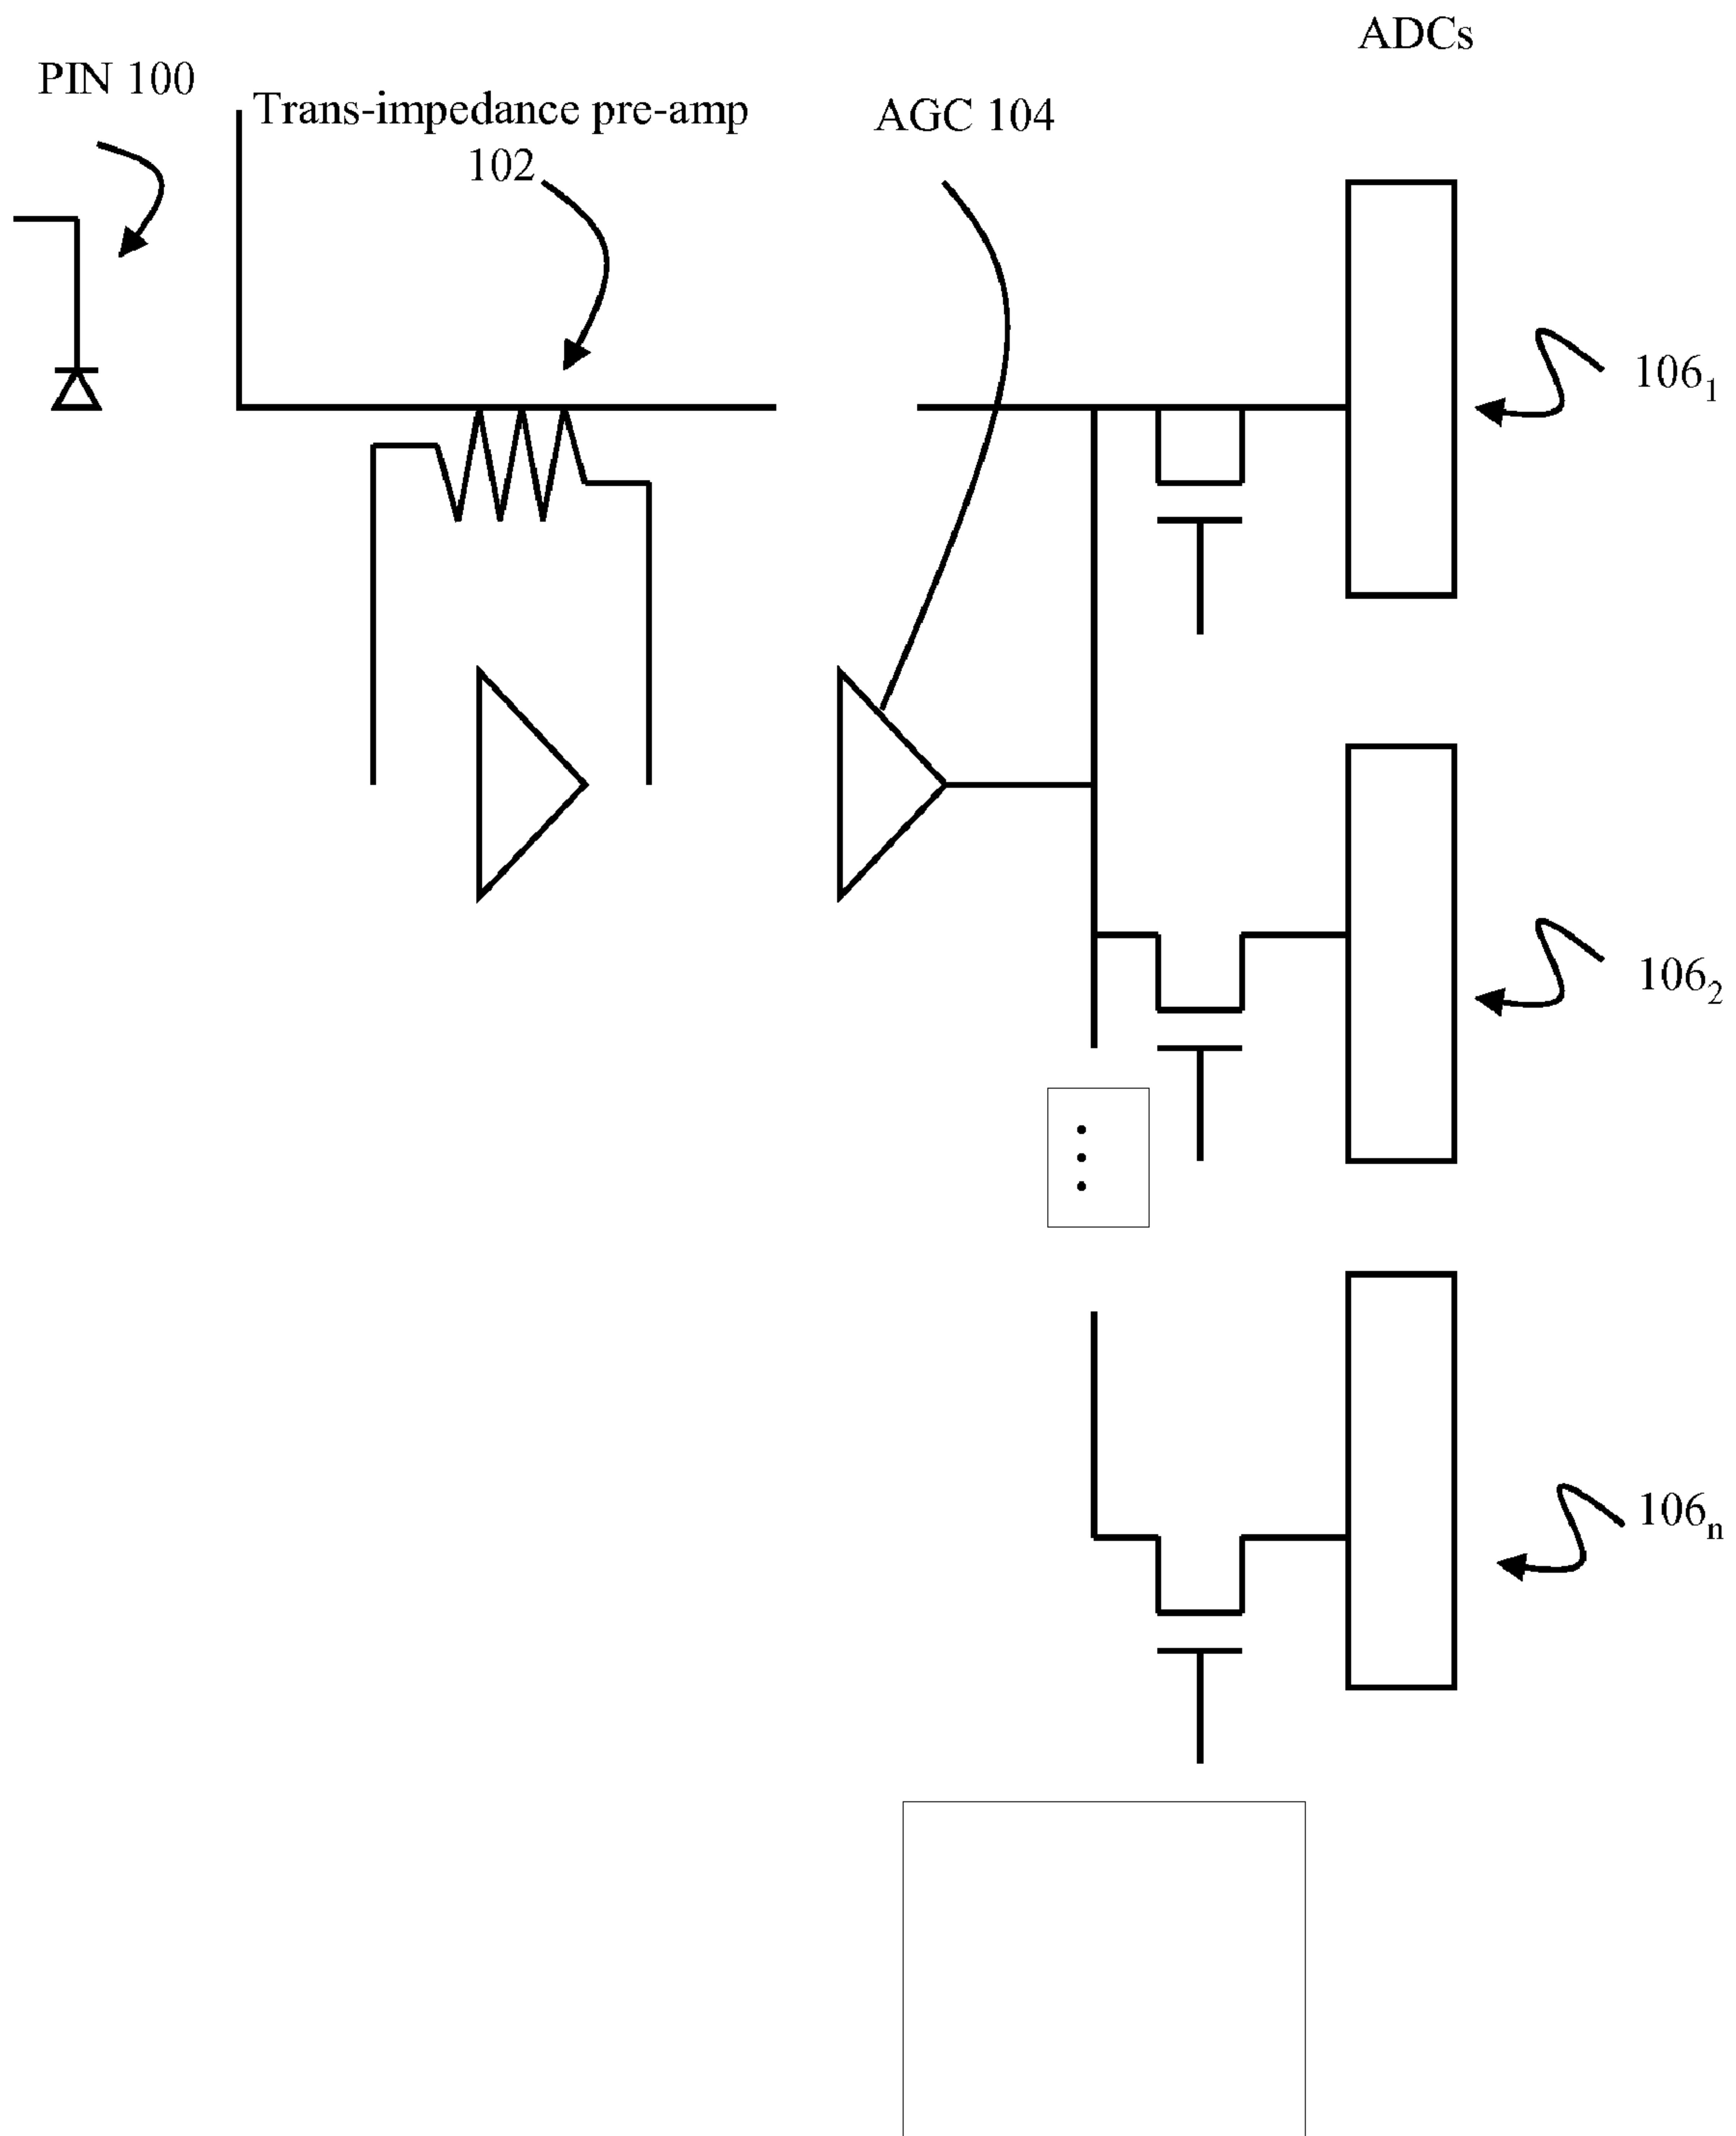 ADCs
PIN 100
Trans-impedance pre-amp
102
AGC 104
106₁
106₂
106ₙ